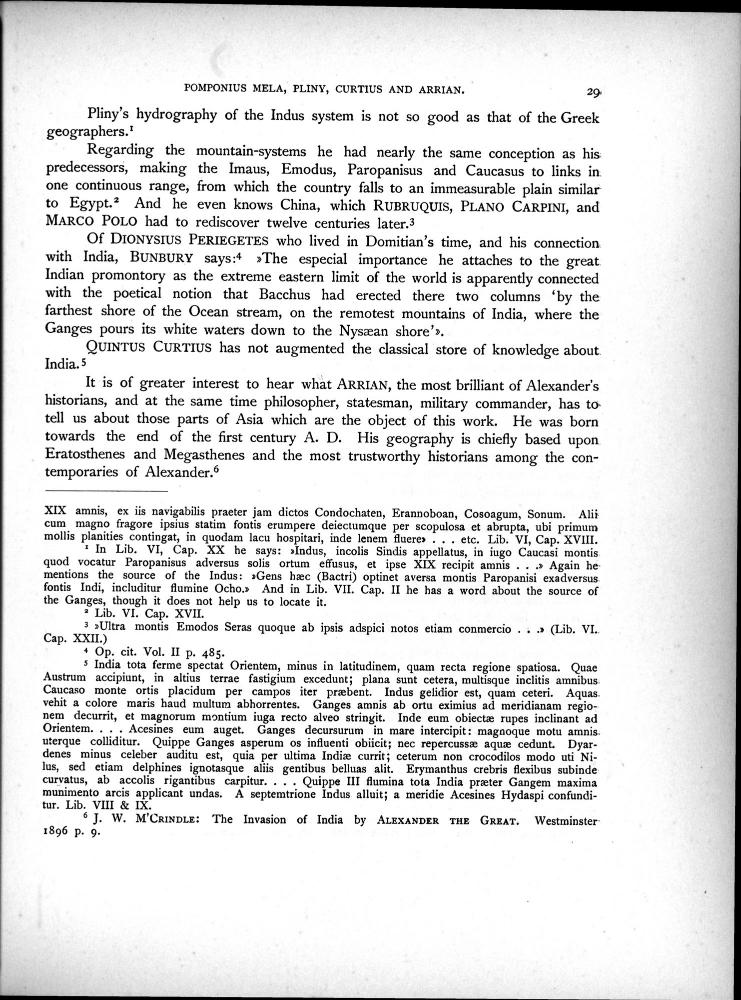 POMPONIUS MELA, PLINY, CURTIUS AND ARRIAN.
29
Pliny's hydrography of the Indus system is not so good as that of the Greek
geographers.¹
Regarding the mountain-systems he had nearly the same conception as his
predecessors, making the Imaus, Emodus, Paropanisus and Caucasus to links in
one continuous range, from which the country falls to an immeasurable plain similar
to Egypt.² And he even knows China, which RUBRUQUIS, PLANO CARPINI, and
MARCO POLO had to rediscover twelve centuries later.³
Of DIONYSIUS PERIEGETES who lived in Domitian's time, and his connection
with India, BUNBURY says:⁴ »The especial importance he attaches to the great
Indian promontory as the extreme eastern limit of the world is apparently connected
with the poetical notion that Bacchus had erected there two columns ‘by the
farthest shore of the Ocean stream, on the remotest mountains of India, where the
Ganges pours its white waters down to the Nysæan shore’».
QUINTUS CURTIUS has not augmented the classical store of knowledge about
India.⁵
It is of greater interest to hear what ARRIAN, the most brilliant of Alexander's
historians, and at the same time philosopher, statesman, military commander, has to
tell us about those parts of Asia which are the object of this work. He was born
towards the end of the first century A. D. His geography is chiefly based upon
Eratosthenes and Megasthenes and the most trustworthy historians among the con-
temporaries of Alexander.⁶
XIX amnis, ex iis navigabilis praeter jam dictos Condochaten, Erannoboan, Cosoagum, Sonum. Alii
cum magno fragore ipsius statim fontis erumpere deiectumque per scopulosa et abrupta, ubi primum
mollis planities contingat, in quodam lacu hospitari, inde lenem fluere» . . . etc. Lib. VI, Cap. XVIII.
¹ In Lib. VI, Cap. XX he says: »Indus, incolis Sindis appellatus, in iugo Caucasi montis
quod vocatur Paropanisus adversus solis ortum effusus, et ipse XIX recipit amnis . . .» Again he
mentions the source of the Indus: »Gens hæc (Bactri) optinet aversa montis Paropanisi exadversus
fontis Indi, includitur flumine Ocho.» And in Lib. VII. Cap. II he has a word about the source of
the Ganges, though it does not help us to locate it.
² Lib. VI. Cap. XVII.
³ »Ultra montis Emodos Seras quoque ab ipsis adspici notos etiam conmercio . . .» (Lib. VI.
Cap. XXII.)
⁴ Op. cit. Vol. II p. 485.
⁵ India tota ferme spectat Orientem, minus in latitudinem, quam recta regione spatiosa. Quae
Austrum accipiunt, in altius terrae fastigium excedunt; plana sunt cetera, multisque inclitis amnibus
Caucaso monte ortis placidum per campos iter præbent. Indus gelidior est, quam ceteri. Aquas
vehit a colore maris haud multum abhorrentes. Ganges amnis ab ortu eximius ad meridianam regio-
nem decurrit, et magnorum montium iuga recto alveo stringit. Inde eum obiectæ rupes inclinant ad
Orientem. . . . Acesines eum auget. Ganges decursurum in mare intercipit: magnoque motu amnis
uterque colliditur. Quippe Ganges asperum os influenti obiicit; nec repercussæ aquæ cedunt. Dyar-
denes minus celeber auditu est, quia per ultima Indiæ currit; ceterum non crocodilos modo uti Ni-
lus, sed etiam delphines ignotasque aliis gentibus belluas alit. Erymanthus crebris flexibus subinde
curvatus, ab accolis rigantibus carpitur. . . . Quippe III flumina tota India præter Gangem maxima
munimento arcis applicant undas. A septemtrione Indus alluit; a meridie Acesines Hydaspi confundi-
tur. Lib. VIII & IX.
⁶ J. W. M'CRINDLE: The Invasion of India by ALEXANDER THE GREAT. Westminster
1896 p. 9.